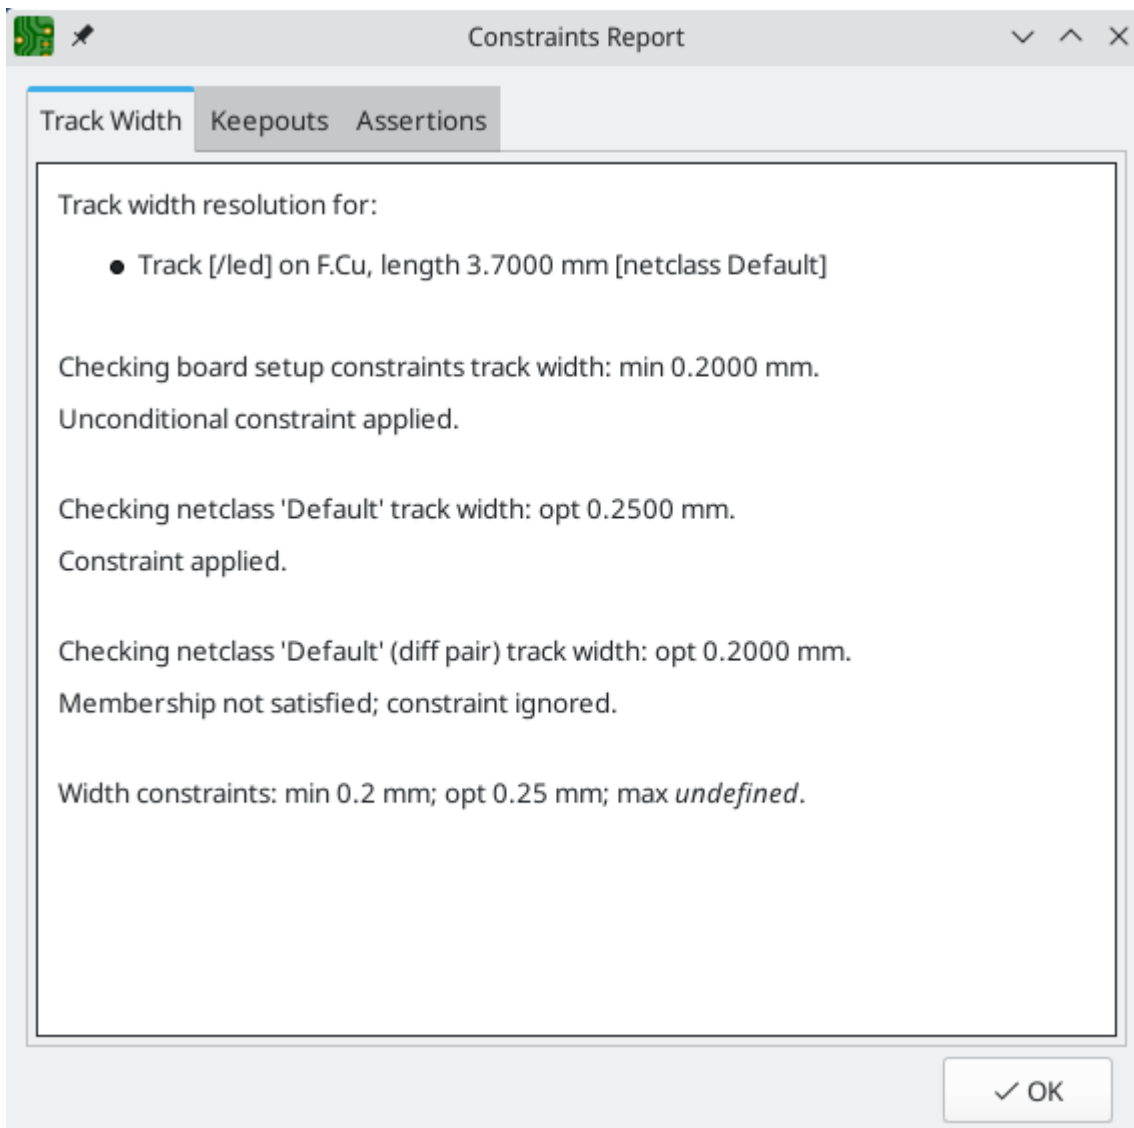 Constraints Report
Track Width Keepouts Assertions
Track width resolution for:
● Track [/led] on F.Cu, length 3.7000 mm [netclass Default]
Checking board setup constraints track width: min 0.2000 mm.
Unconditional constraint applied.
Checking netclass 'Default' track width: opt 0.2500 mm.
Constraint applied.
Checking netclass 'Default' (diff pair) track width: opt 0.2000 mm.
Membership not satisfied; constraint ignored.
Width constraints: min 0.2 mm; opt 0.25 mm; max undefined.
OK